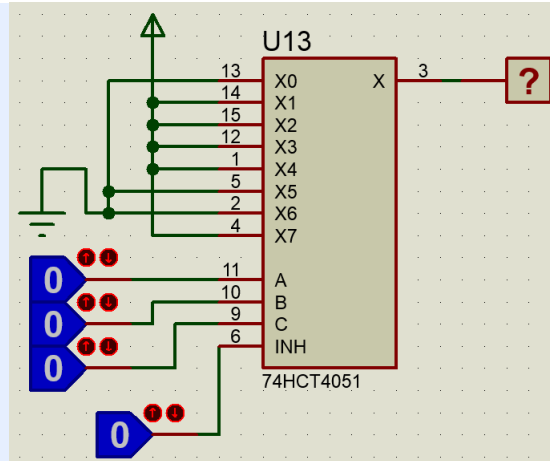 U13
13 X0 X 3 ?
14 X1
15 X2
12 X3
1 X4
5 X5
2 X6
4 X7
0 11 A
0 10 B
0 9 C
6 INH
74HCT4051
0